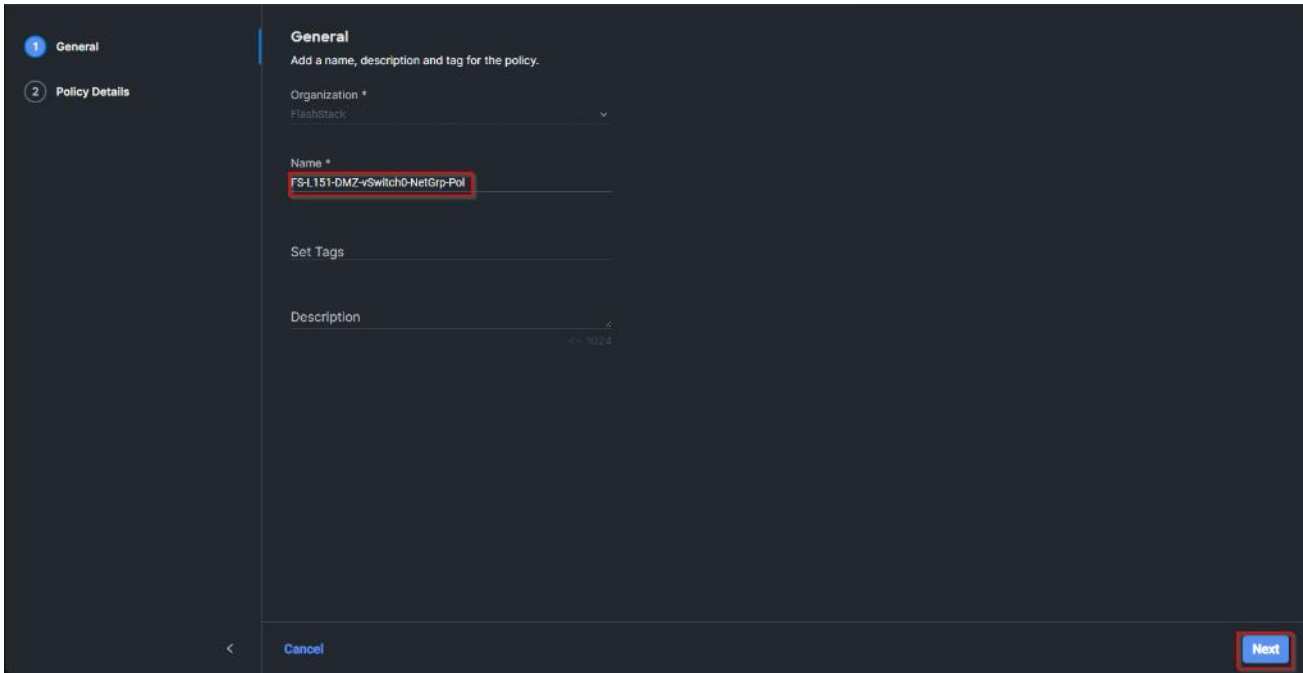 1 General
2 Policy Details
General
Add a name, description and tag for the policy.
Organization *
FlashStack
Name *
FS-L151-DMZ-vSwitch0-NetGrp-Pol
Set Tags
Description
<= 1024
Cancel
Next